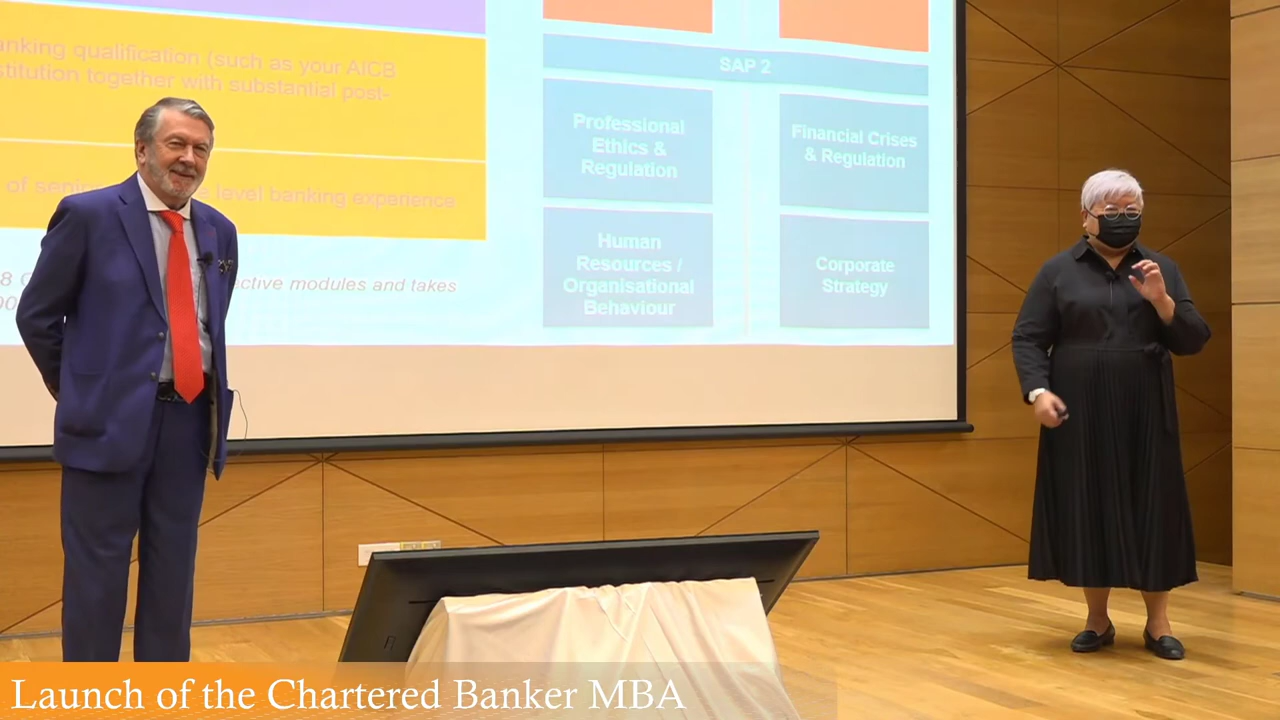 anking qualification (such as your AICB
stitution together with substantial post-
of senior level banking experience
8
active modules and takes
SAP 2
Professional
Ethics &
Regulation
Financial Crises
& Regulation
Human
Resources /
Organisational
Behaviour
Corporate
Strategy
Launch of the Chartered Banker MBA